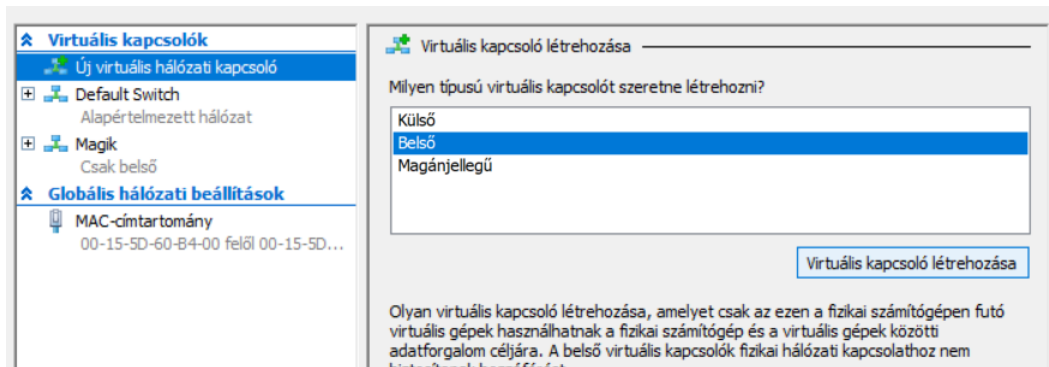 Virtuális kapcsolók
Új virtuális hálózati kapcsoló
Default Switch
Alapértelmezett hálózat
Magik
Csak belső
Globális hálózati beállítások
MAC-címtartomány
00-15-5D-60-B4-00 felől 00-15-5D...
Virtuális kapcsoló létrehozása
Milyen típusú virtuális kapcsolót szeretne létrehozni?
Külső
Belső
Magánjellegű
Virtuális kapcsoló létrehozása
Olyan virtuális kapcsoló létrehozása, amelyet csak az ezen a fizikai számítógépen futó
virtuális gépek használhatnak a fizikai számítógép és a virtuális gépek közötti
adatforgalom céljára. A belső virtuális kapcsolók fizikai hálózati kapcsolathoz nem